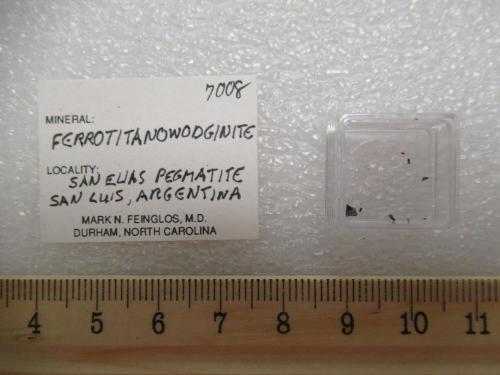 7008
MINERAL:
FERROTITANOWODGINITE
LOCALITY:
SAN ELIAS PEGMATITE
SAN LUIS, ARGENTINA
MARK N. FEINGLOS, M.D.
DURHAM, NORTH CAROLINA
4 5 6 7 8 9 10 11